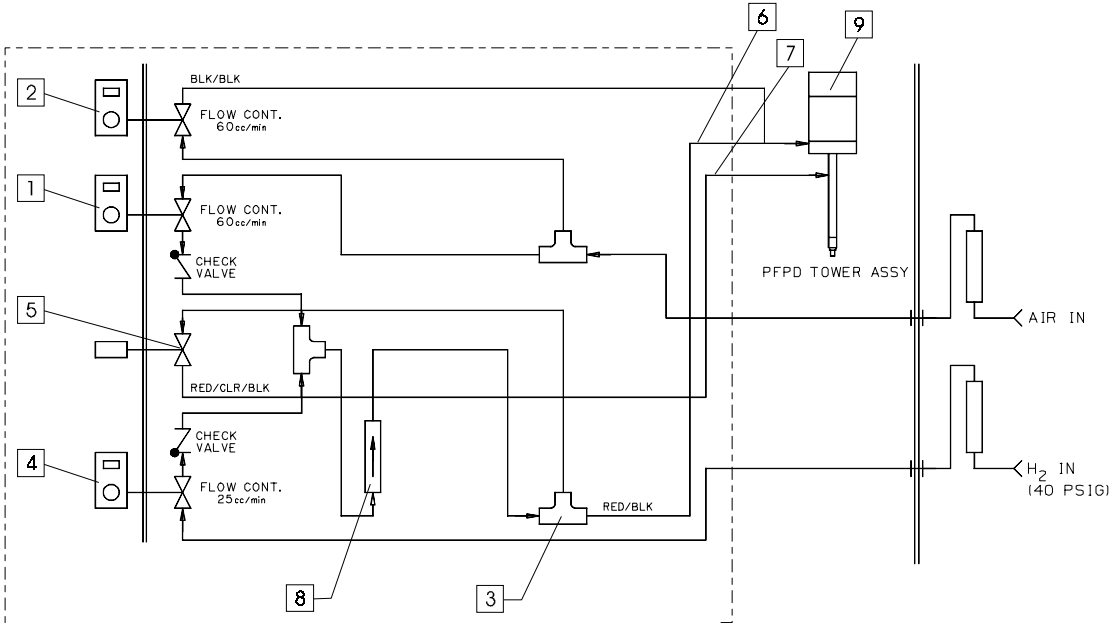 6
9
7
2
BLK/BLK
FLOW CONT.
60cc/min
1
FLOW CONT.
60cc/min
CHECK
VALVE
PFPD TOWER ASSY
5
AIR IN
RED/CLR/BLK
CHECK
VALVE
4
FLOW CONT.
25cc/min
H2 IN
(40 PSIG)
RED/BLK
8
3